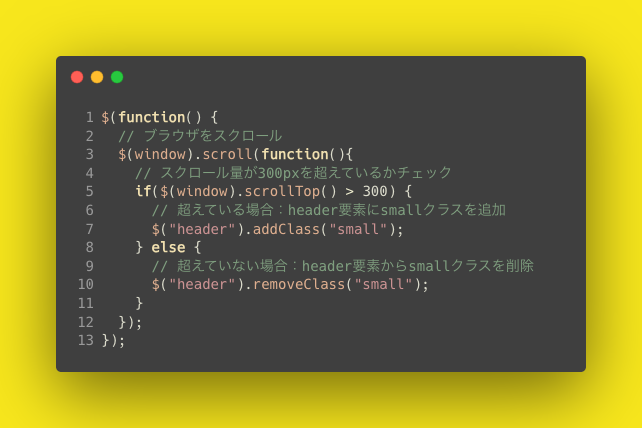 1 $(function() {
2   // ブラウザをスクロール
3   $(window).scroll(function(){
4     // スクロール量が300pxを超えているかチェック
5     if($(window).scrollTop() > 300) {
6       // 超えている場合：header要素にsmallクラスを追加
7       $("header").addClass("small");
8     } else {
9       // 超えていない場合：header要素からsmallクラスを削除
10       $("header").removeClass("small");
11     }
12   });
13 });